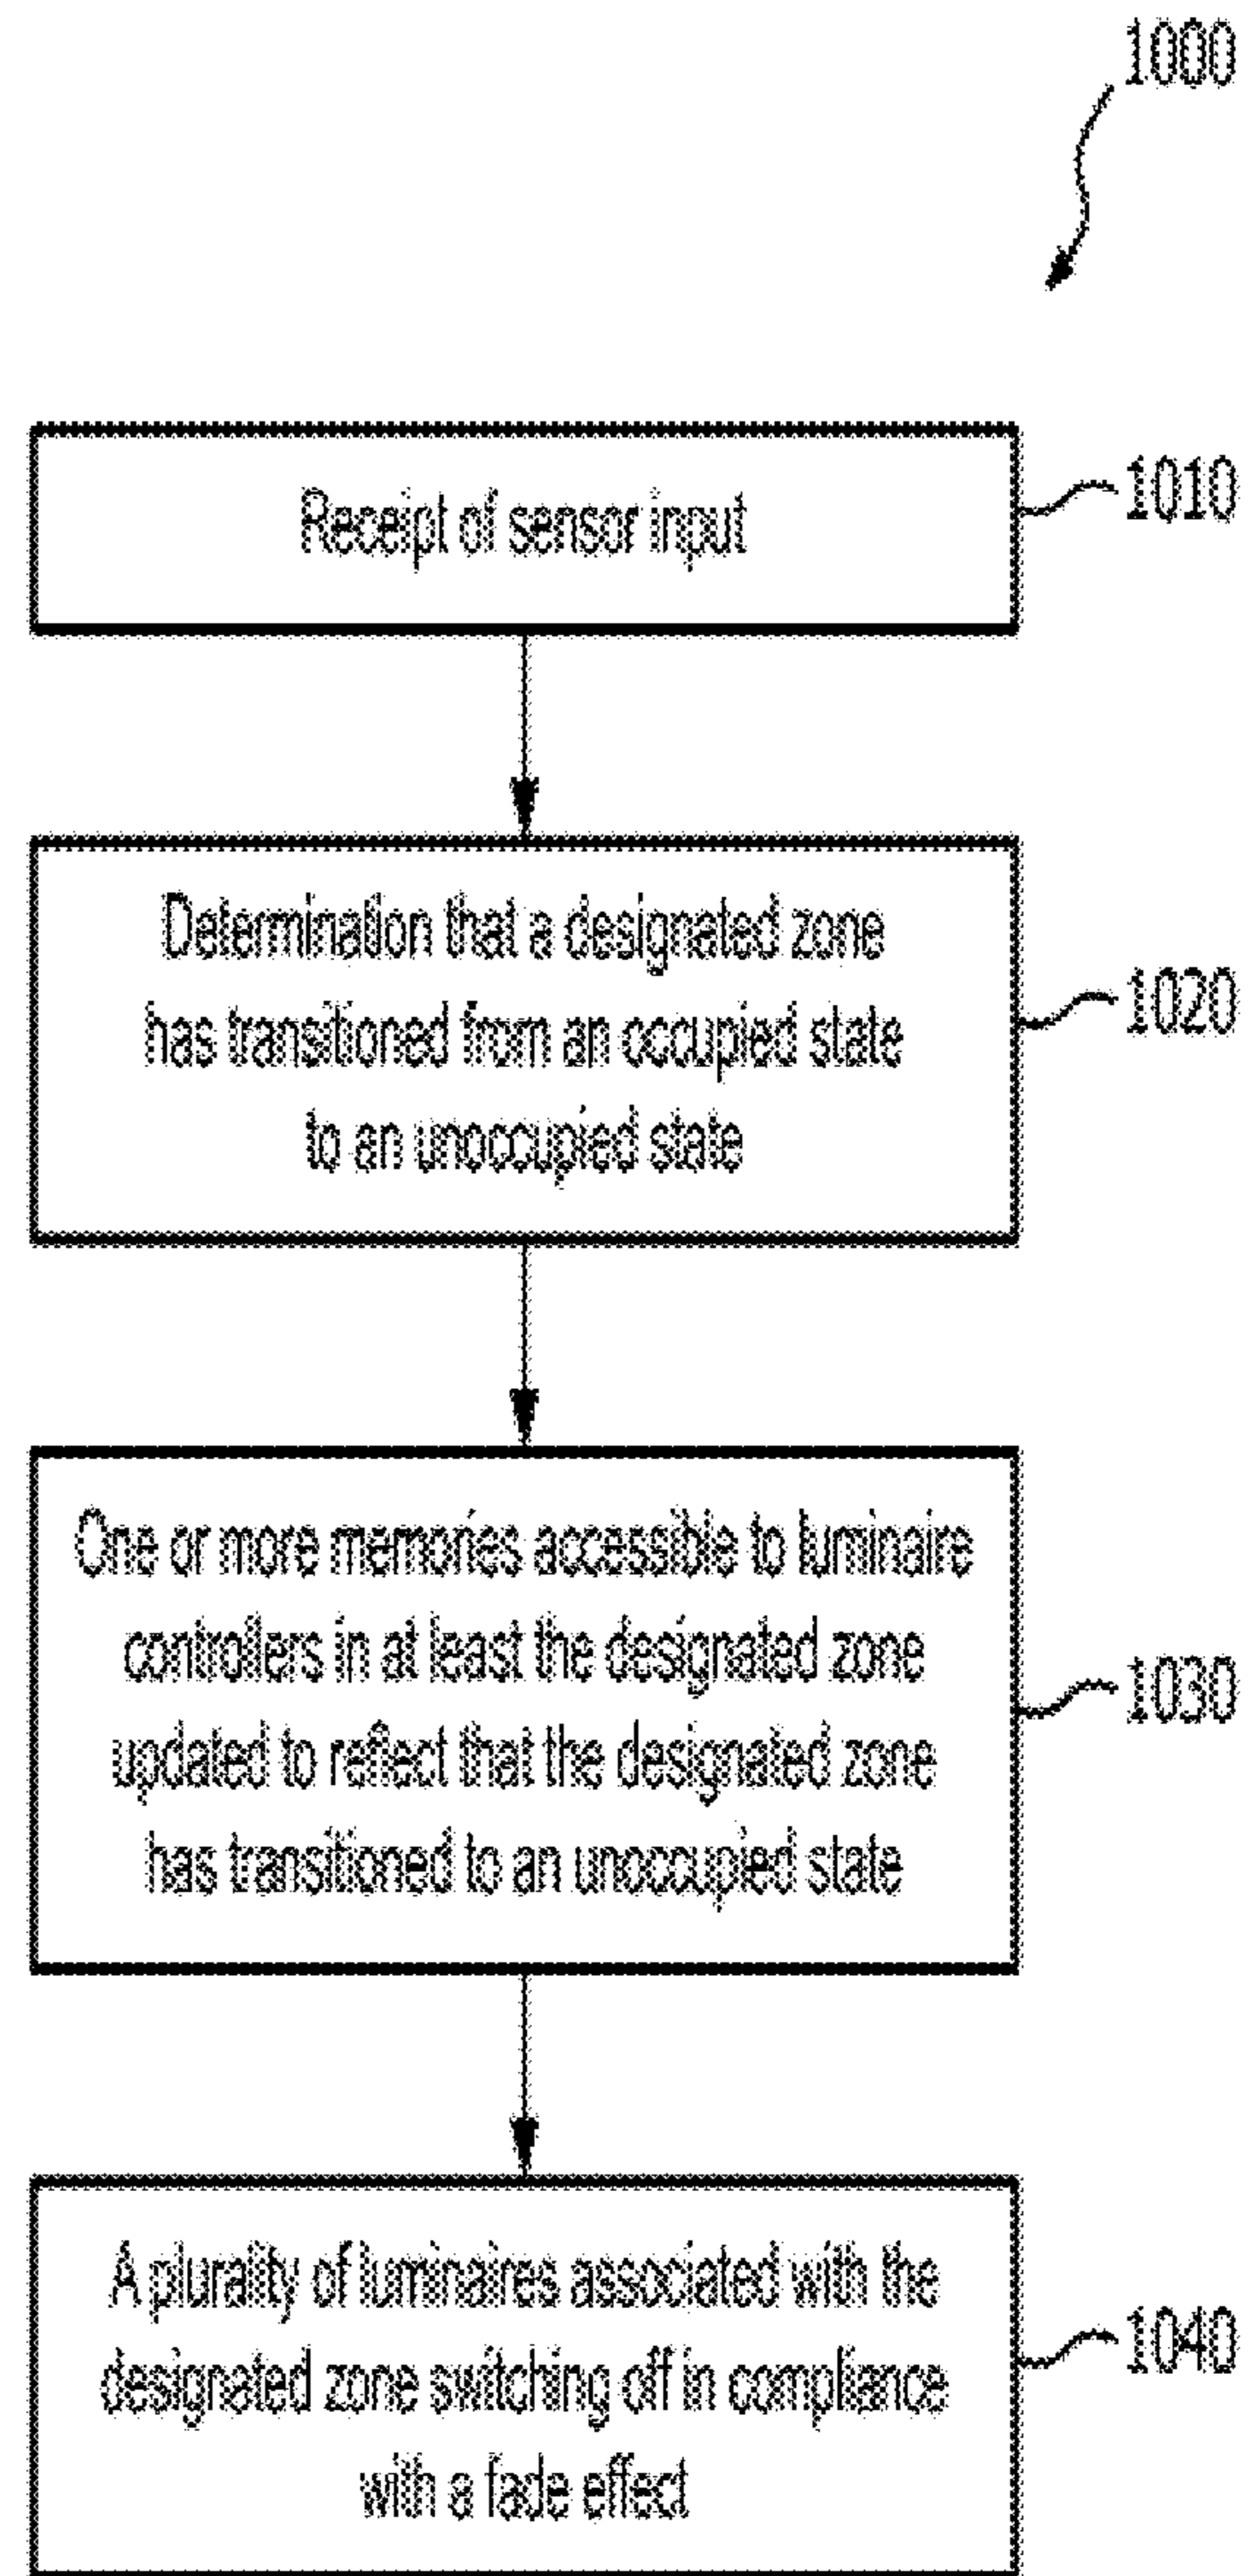 1000
Receipt of sensor input
1010
Determination that a designated zone
has transitioned from an occupied state
to an unoccupied state
1020
One or more memories accessible to luminaire
controllers in at least the designated zone
updated to reflect that the designated zone
has transitioned to an unoccupied state
1030
A plurality of luminaires associated with the
designated zone switching off in compliance
with a fade effect
1040